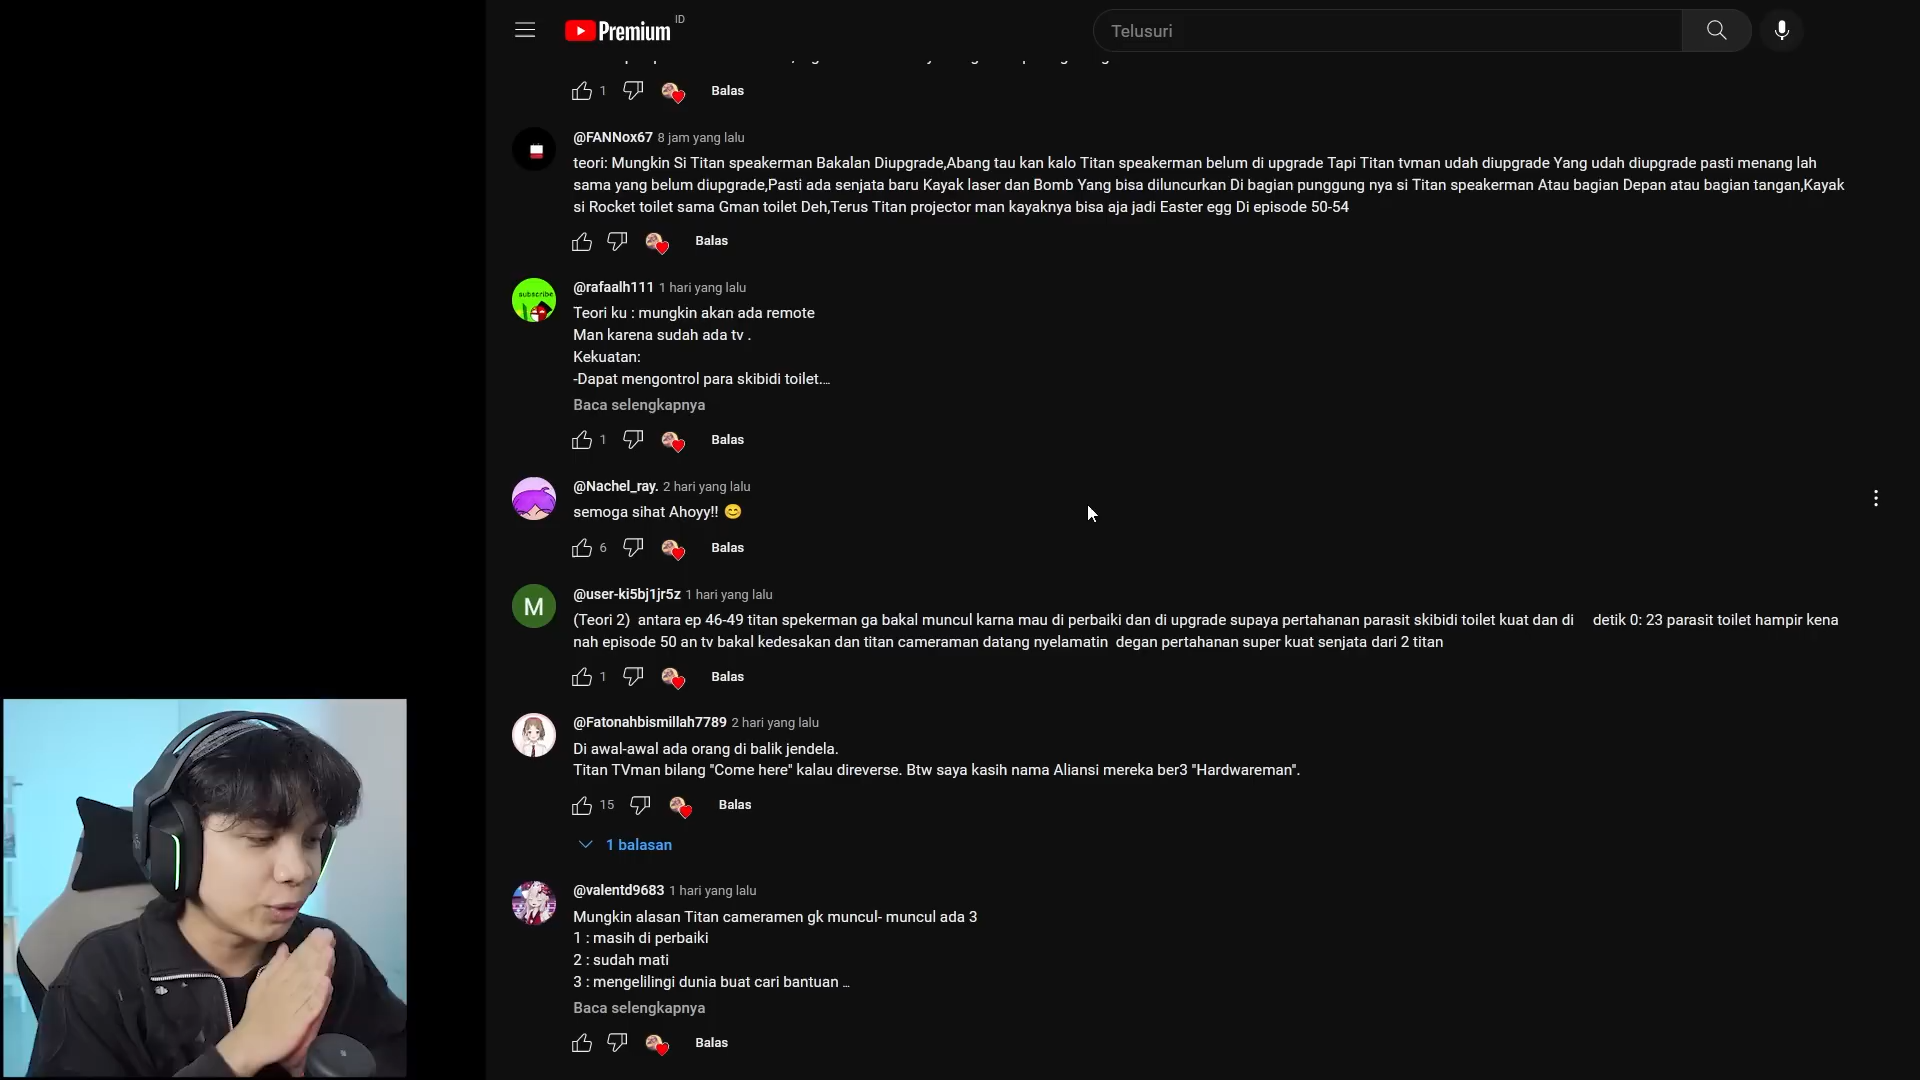 Premium ID
Telusuri
1 Balas
@FANNox67 8 jam yang lalu
teori: Mungkin Si Titan speakerman Bakalan Diupgrade,Abang tau kan kalo Titan speakerman belum di upgrade Tapi Titan tvman udah diupgrade Yang udah diupgrade pasti menang lah
sama yang belum diupgrade,Pasti ada senjata baru Kayak laser dan Bomb Yang bisa diluncurkan Di bagian punggung nya si Titan speakerman Atau bagian Depan atau bagian tangan,Kayak
si Rocket toilet sama Gman toilet Deh,Terus Titan projector man kayaknya bisa aja jadi Easter egg Di episode 50-54
Balas
subscribe
@rafaalh111 1 hari yang lalu
Teori ku : mungkin akan ada remote
Man karena sudah ada tv .
Kekuatan:
-Dapat mengontrol para skibidi toilet....
Baca selengkapnya
1 Balas
@Nachel_ray. 2 hari yang lalu
semoga sihat Ahoyy!! 😊
6 Balas
M
@user-ki5bj1jr5z 1 hari yang lalu
(Teori 2)  antara ep 46-49 titan spekerman ga bakal muncul karna mau di perbaiki dan di upgrade supaya pertahanan parasit skibidi toilet kuat dan di     detik 0: 23 parasit toilet hampir kena
nah episode 50 an tv bakal kedesakan dan titan cameraman datang nyelamatin  degan pertahanan super kuat senjata dari 2 titan
1 Balas
@Fatonahbismillah7789 2 hari yang lalu
Di awal-awal ada orang di balik jendela.
Titan TVman bilang "Come here" kalau direverse. Btw saya kasih nama Aliansi mereka ber3 "Hardwareman".
15 Balas
1 balasan
@valentd9683 1 hari yang lalu
Mungkin alasan Titan cameramen gk muncul- muncul ada 3
1 : masih di perbaiki
2 : sudah mati
3 : mengelilingi dunia buat cari bantuan ...
Baca selengkapnya
Balas